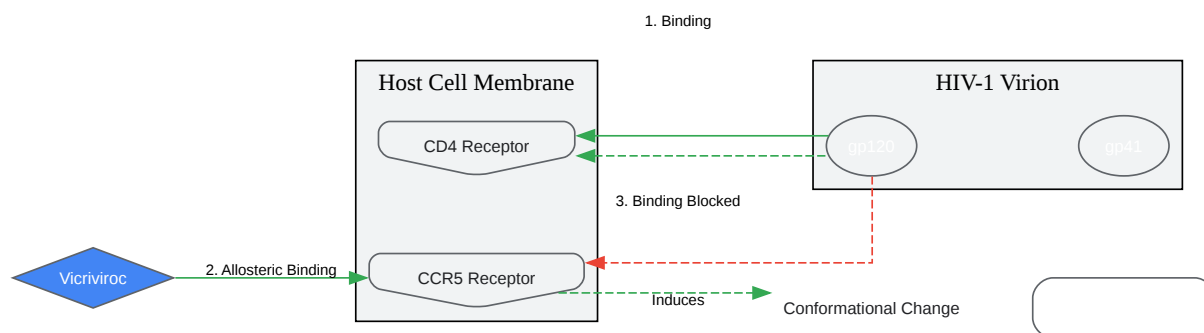 1. Binding
Host Cell Membrane
HIV-1 Virion
CD4 Receptor
gp120
gp41
3. Binding Blocked
Vicriviroc
2. Allosteric Binding
CCR5 Receptor
Induces
Conformational Change